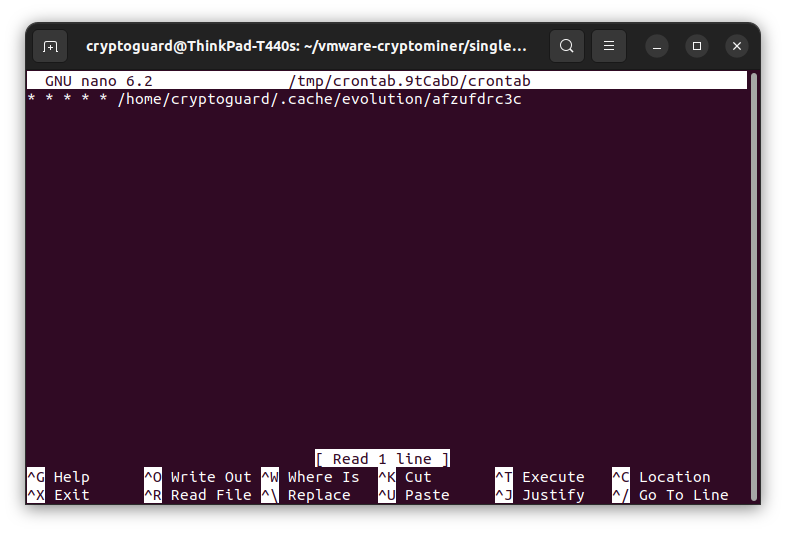 cryptoguard@ThinkPad-T440s: ~/vmware-cryptominer/single...
GNU nano 6.2 /tmp/crontab.9tCabD/crontab
* * * * * /home/cryptoguard/.cache/evolution/afzufdrc3c
[ Read 1 line ]
^G Help ^O Write Out ^W Where Is ^K Cut ^T Execute ^C Location
^X Exit ^R Read File ^\ Replace ^U Paste ^J Justify ^/ Go To Line